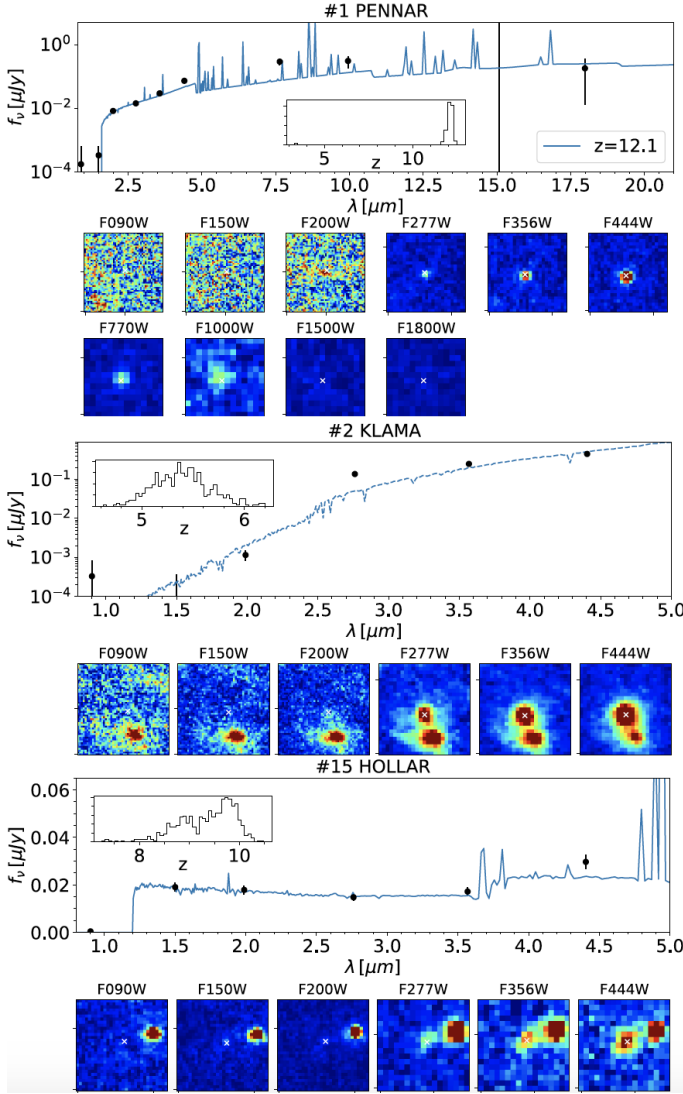 #1 PENNAR
10⁰
10⁻²
10⁻⁴
fν [μJy]
5 10
z
z=12.1
2.5 5.0 7.5 10.0 12.5 15.0 17.5 20.0
λ [μm]
F090W F150W F200W F277W F356W F444W
F770W F1000W F1500W F1800W
#2 KLAMA
10⁻¹
10⁻²
10⁻³
10⁻⁴
fν [μJy]
5 6
z
1.0 1.5 2.0 2.5 3.0 3.5 4.0 4.5 5.0
λ [μm]
F090W F150W F200W F277W F356W F444W
#15 HOLLAR
0.06
0.04
0.02
0.00
fν [μJy]
8 10
z
1.0 1.5 2.0 2.5 3.0 3.5 4.0 4.5 5.0
λ [μm]
F090W F150W F200W F277W F356W F444W